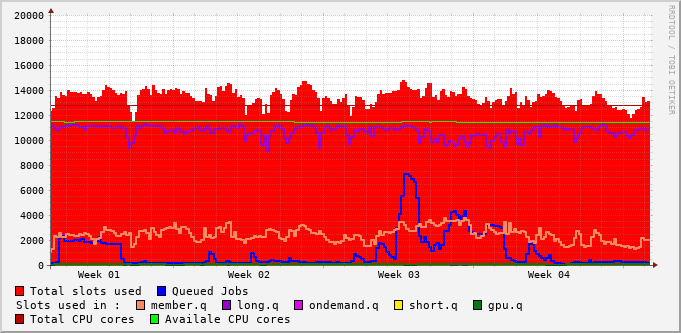 20000
18000
16000
14000
12000
10000
8000
6000
4000
2000
0
Week 01 Week 02 Week 03 Week 04
RRDTOOL / TOBI OETIKER
Total slots used Queued Jobs
Slots used in : member.q long.q ondemand.q short.q gpu.q
Total CPU cores Availale CPU cores